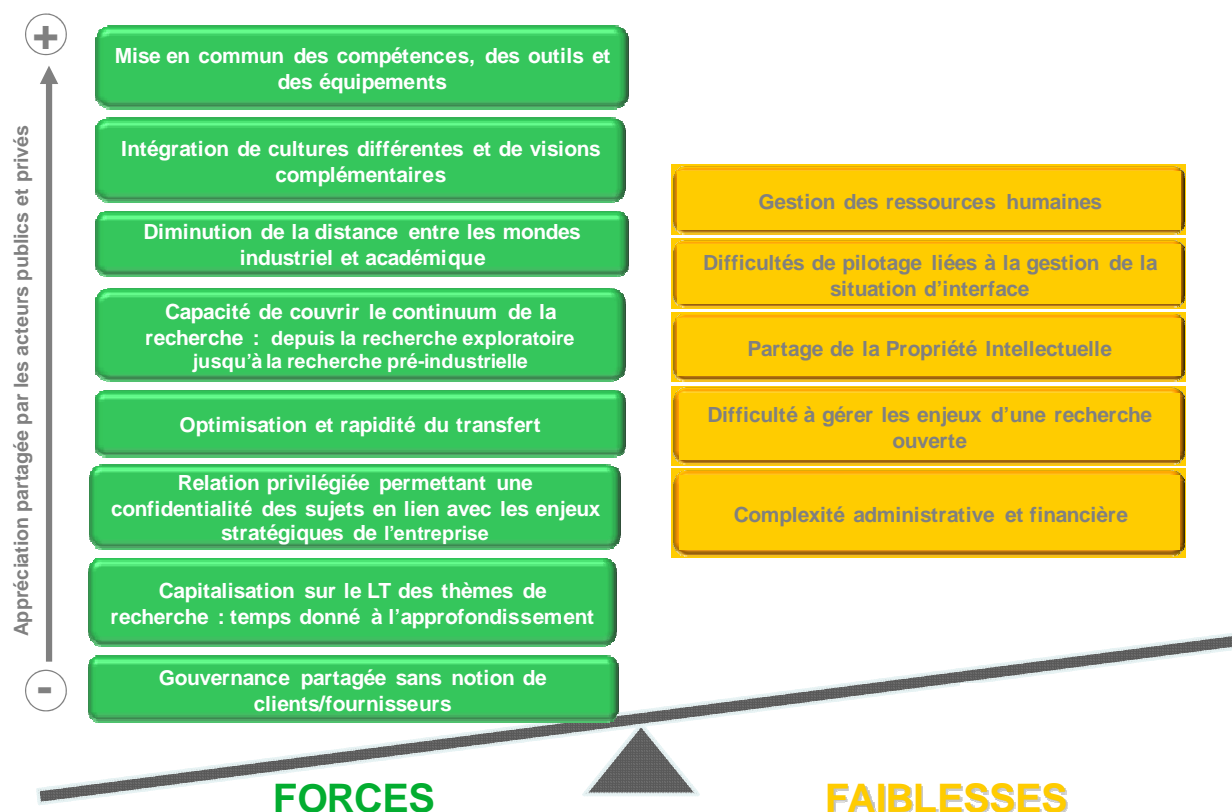 +
Appréciation partagée par les acteurs publics et privés
-
Mise en commun des compétences, des outils et
des équipements
Intégration de cultures différentes et de visions
complémentaires
Diminution de la distance entre les mondes
industriel et académique
Capacité de couvrir le continuum de la
recherche : depuis la recherche exploratoire
jusqu'à la recherche pré-industrielle
Optimisation et rapidité du transfert
Relation privilégiée permettant une
confidentialité des sujets en lien avec les enjeux
stratégiques de l'entreprise
Capitalisation sur le LT des thèmes de
recherche : temps donné à l'approfondissement
Gouvernance partagée sans notion de
clients/fournisseurs
Gestion des ressources humaines
Difficultés de pilotage liées à la gestion de la
situation d'interface
Partage de la Propriété Intellectuelle
Difficulté à gérer les enjeux d'une recherche
ouverte
Complexité administrative et financière
FORCES
FAIBLESSES